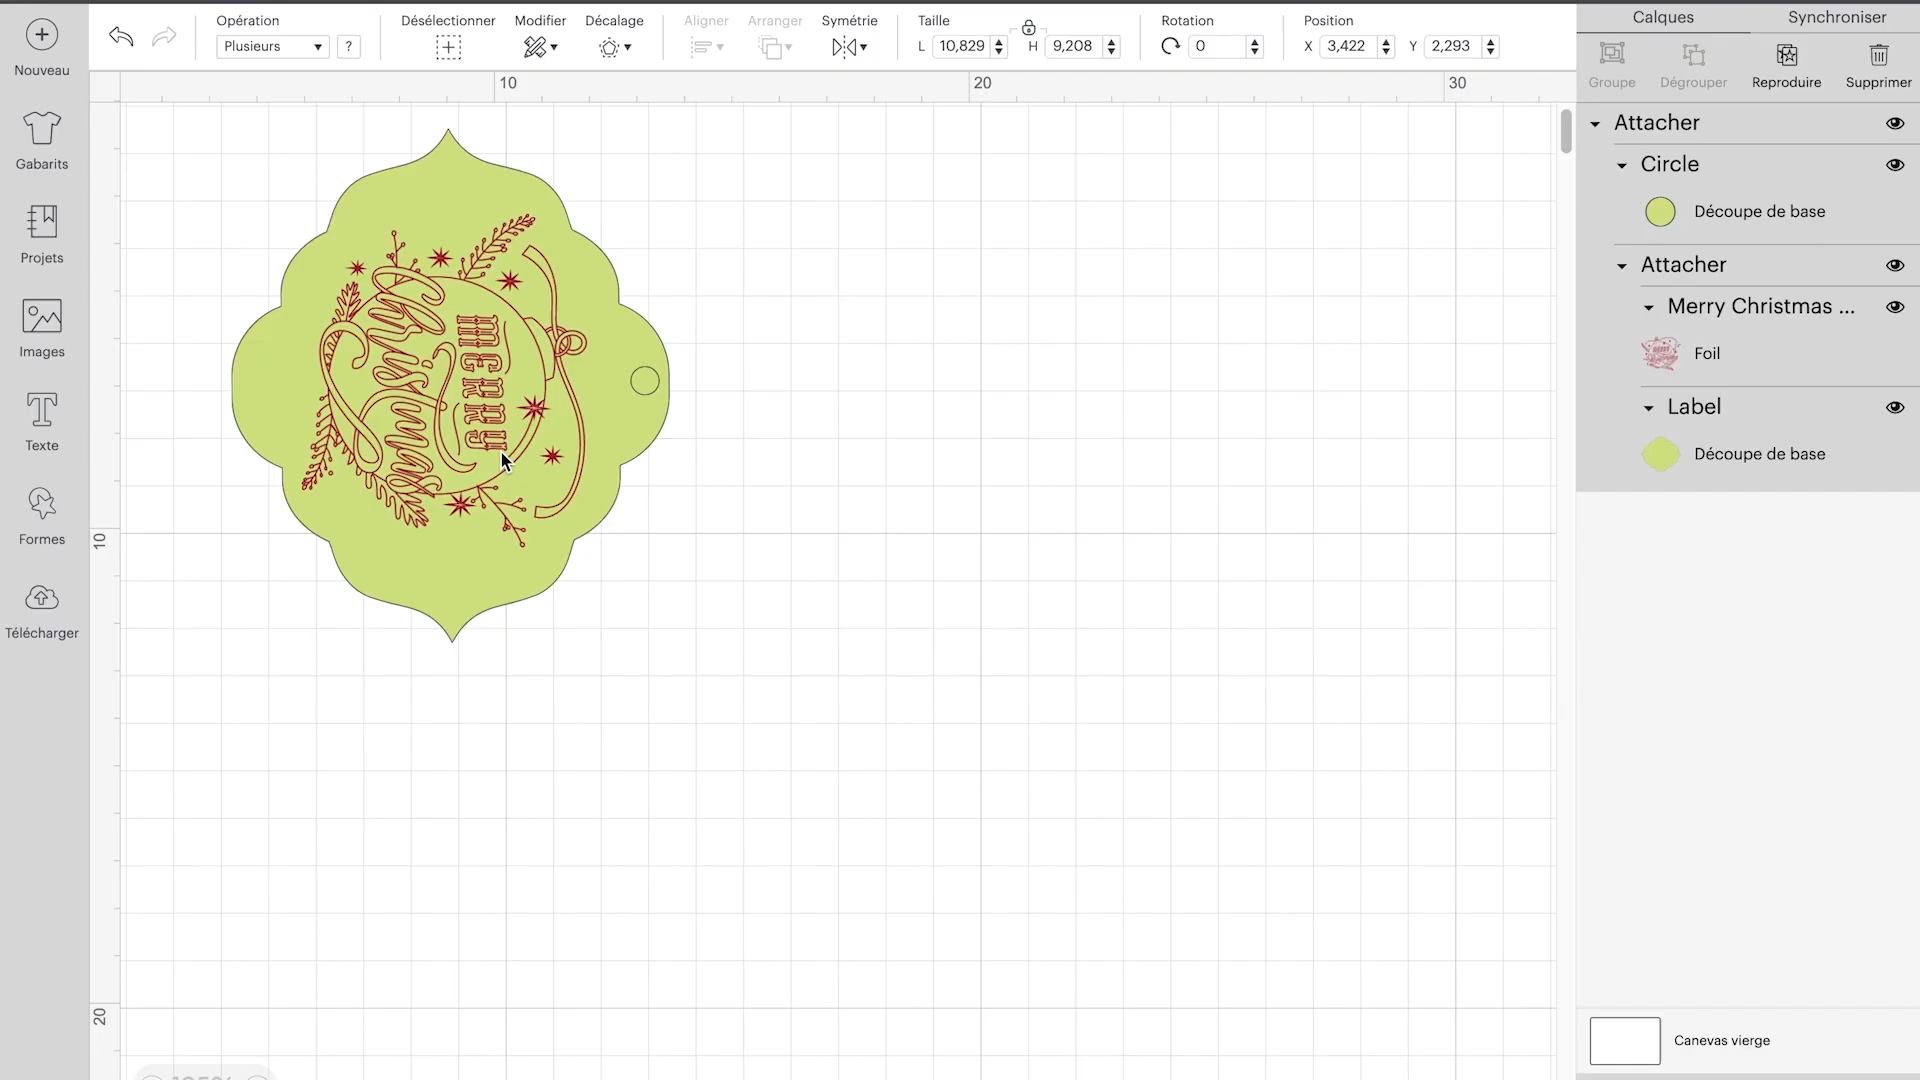 Nouveau
Gabarits
Projets
Images
Texte
Formes
Télécharger
Opération
Plusieurs
?
Désélectionner
Modifier
Décalage
Aligner
Arranger
Symétrie
Taille
L 10,829
H 9,208
Rotation
0
Position
X 3,422
Y 2,293
10
20
30
10
20
MERRY
Christmas
Calques
Synchroniser
Groupe
Dégrouper
Reproduire
Supprimer
Attacher
Circle
Découpe de base
Attacher
Merry Christmas ...
Foil
Label
Découpe de base
Canevas vierge